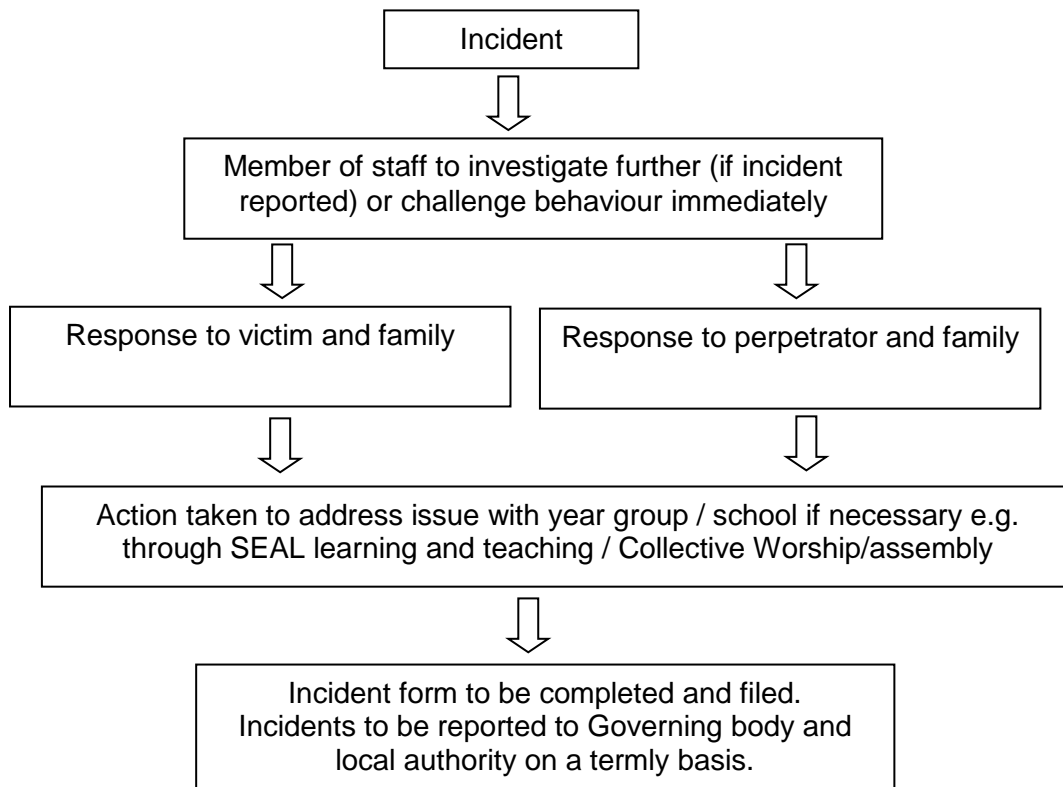 Incident
Member of staff to investigate further (if incident
reported) or challenge behaviour immediately
Response to victim and family
Response to perpetrator and family
Action taken to address issue with year group / school if necessary e.g.
through SEAL learning and teaching / Collective Worship/assembly
Incident form to be completed and filed.
Incidents to be reported to Governing body and
local authority on a termly basis.